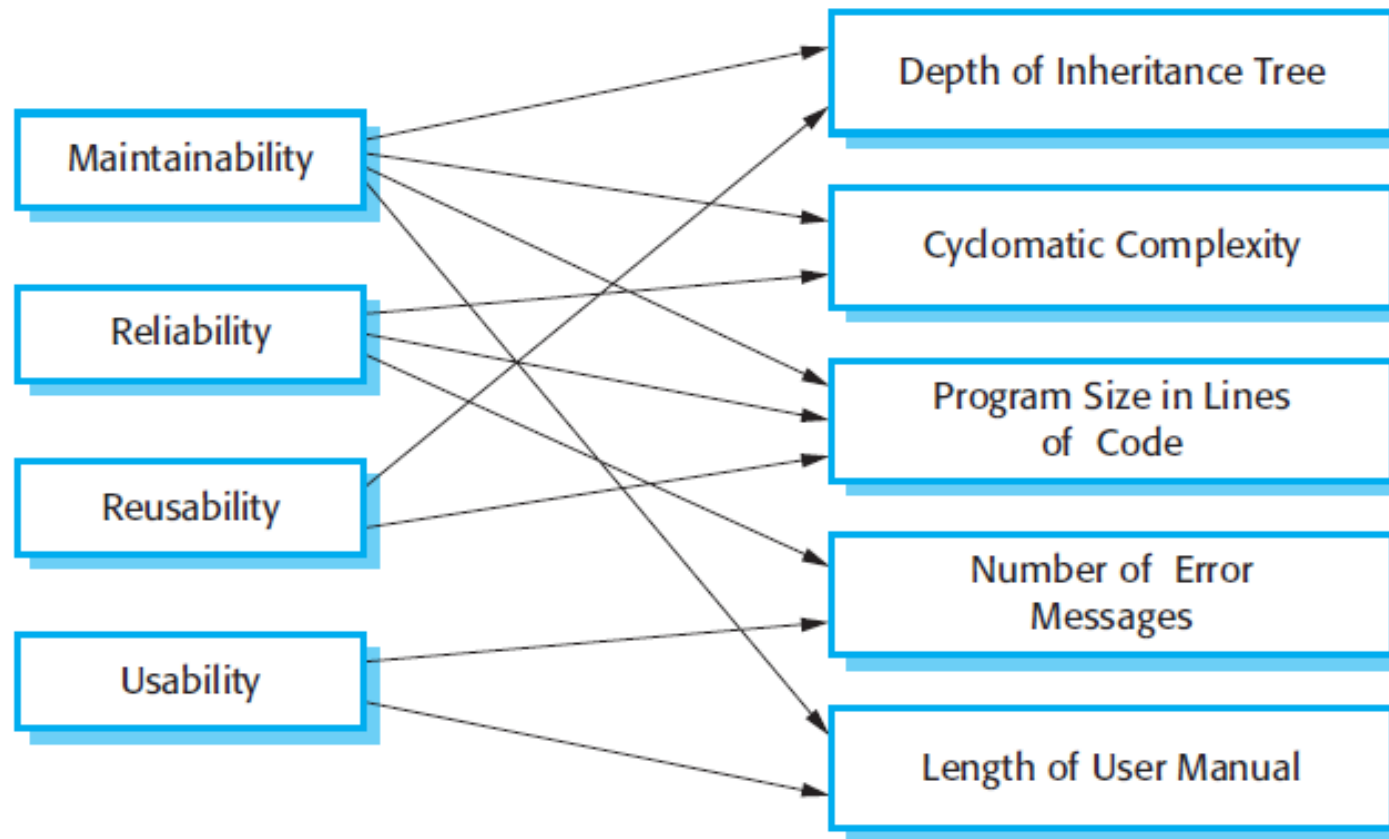 Maintainability
Reliability
Reusability
Usability
Depth of Inheritance Tree
Cyclomatic Complexity
Program Size in Lines
of Code
Number of Error
Messages
Length of User Manual